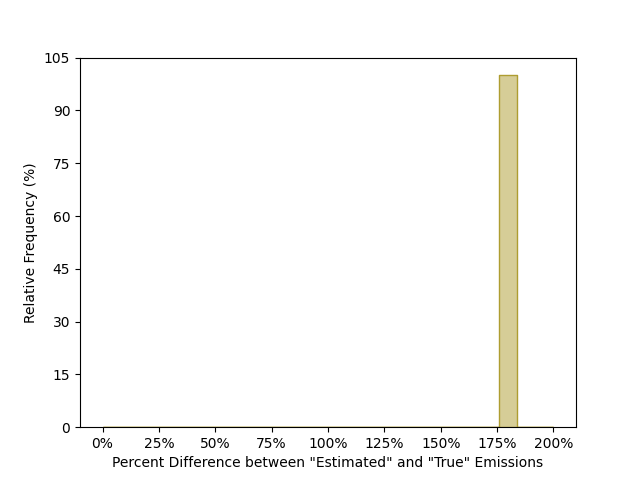 105
90
75
60
45
30
15
0
Relative Frequency (%)
0% 25% 50% 75% 100% 125% 150% 175% 200%
Percent Difference between "Estimated" and "True" Emissions